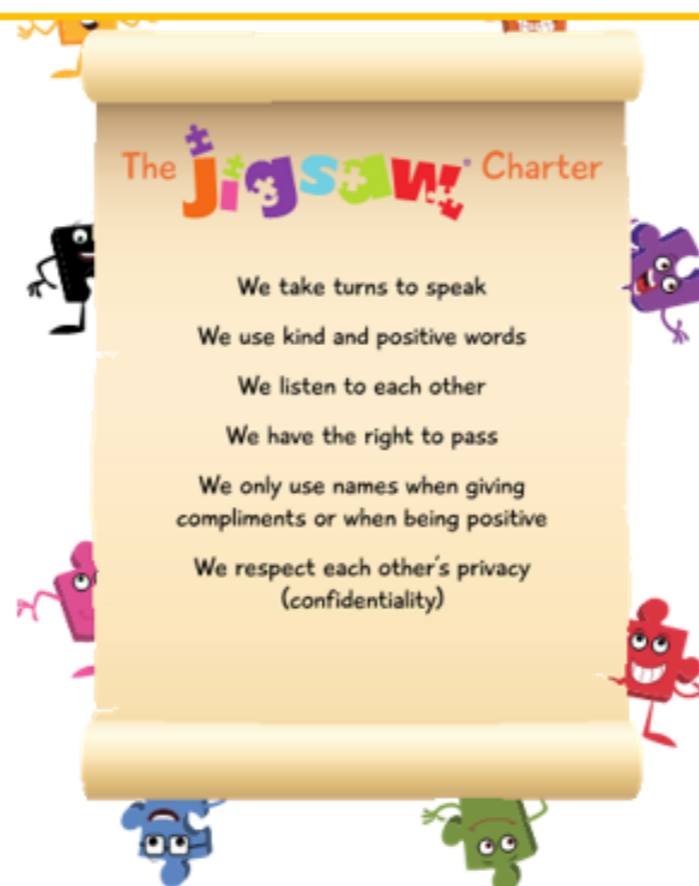 The jigsaw® Charter
We take turns to speak
We use kind and positive words
We listen to each other
We have the right to pass
We only use names when giving
compliments or when being positive
We respect each other's privacy
(confidentiality)